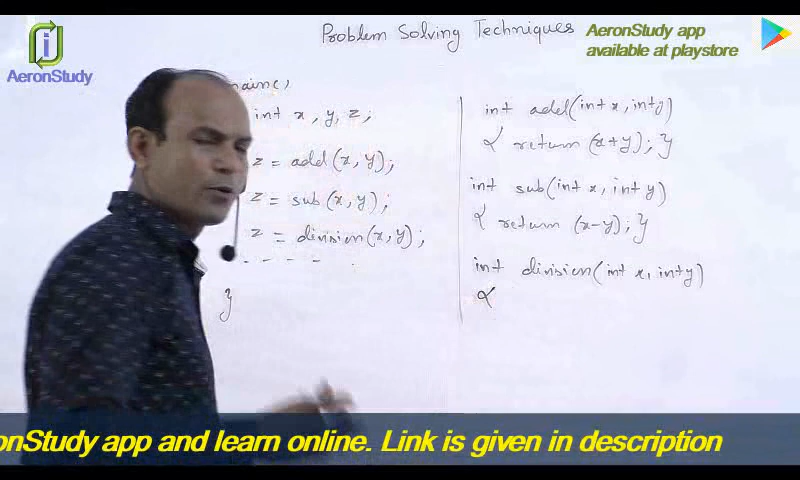 Problem Solving Techniques
AeronStudy app
available at playstore
AeronStudy
int x, y, z;
z = add(x, y);
z = sub(x, y);
z = division(x, y);
- - - -
}
int add(int x, int y)
{ return (x+y); }
int sub(int x, int y)
{ return (x-y); }
int division(int x, int y)
{
onStudy app and learn online. Link is given in description